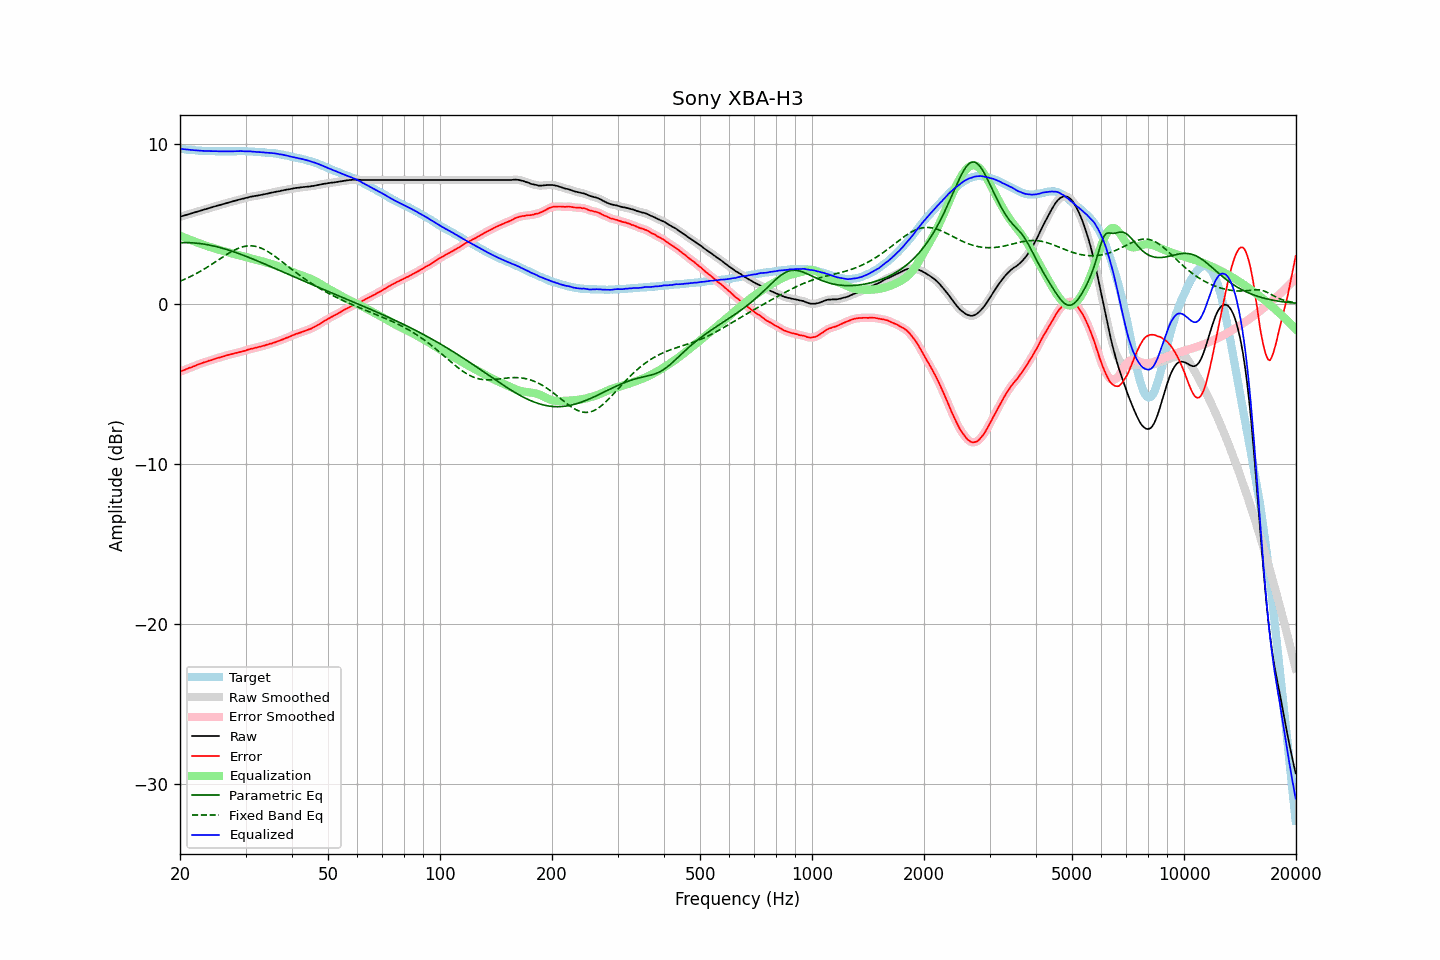 Sony XBA-H3
10
0
−10
−20
−30
Amplitude (dBr)
Target
Raw Smoothed
Error Smoothed
Raw
Error
Equalization
Parametric Eq
Fixed Band Eq
Equalized
20 50 100 200 500 1000 2000 5000 10000 20000
Frequency (Hz)